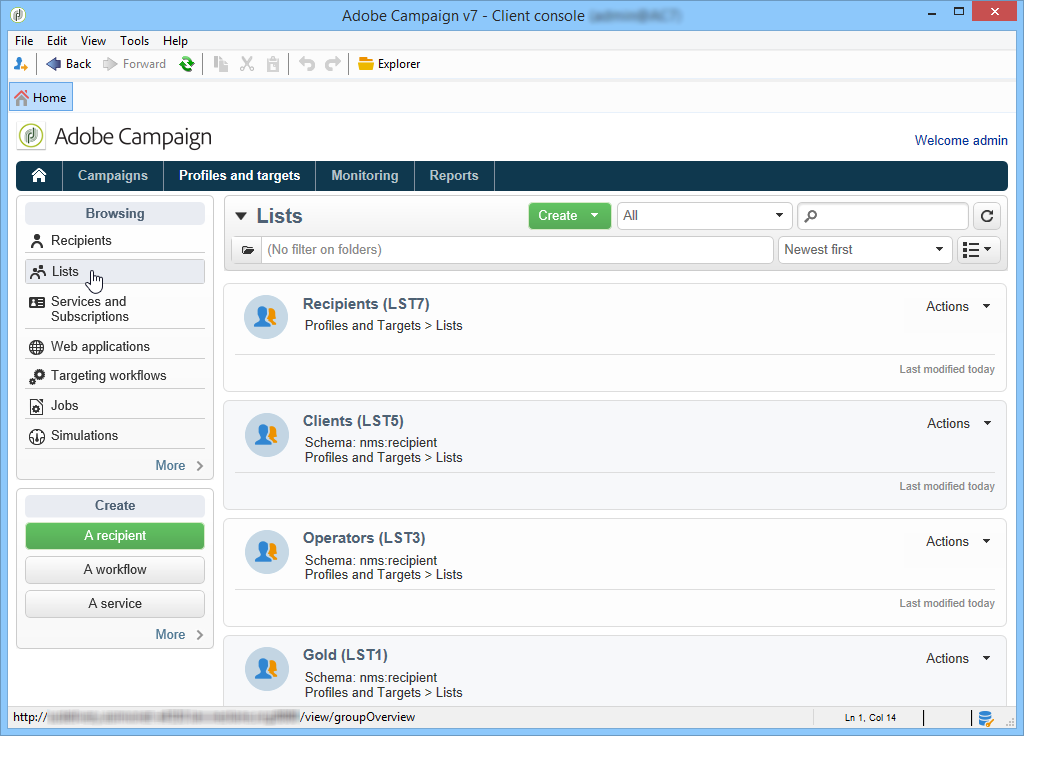 Adobe Campaign v7 - Client console
File Edit View Tools Help
Back Forward Explorer
Home
Adobe Campaign
Welcome admin
Campaigns Profiles and targets Monitoring Reports
Browsing
Recipients
Lists
Services and
Subscriptions
Web applications
Targeting workflows
Jobs
Simulations
More
Create
A recipient
A workflow
A service
More
Lists
Create
All
(No filter on folders)
Newest first
Recipients (LST7)
Actions
Profiles and Targets > Lists
Last modified today
Clients (LST5)
Actions
Schema: nms:recipient
Profiles and Targets > Lists
Last modified today
Operators (LST3)
Actions
Schema: nms:recipient
Profiles and Targets > Lists
Last modified today
Gold (LST1)
Actions
Schema: nms:recipient
Profiles and Targets > Lists
http:// /view/groupOverview
Ln 1, Col 14